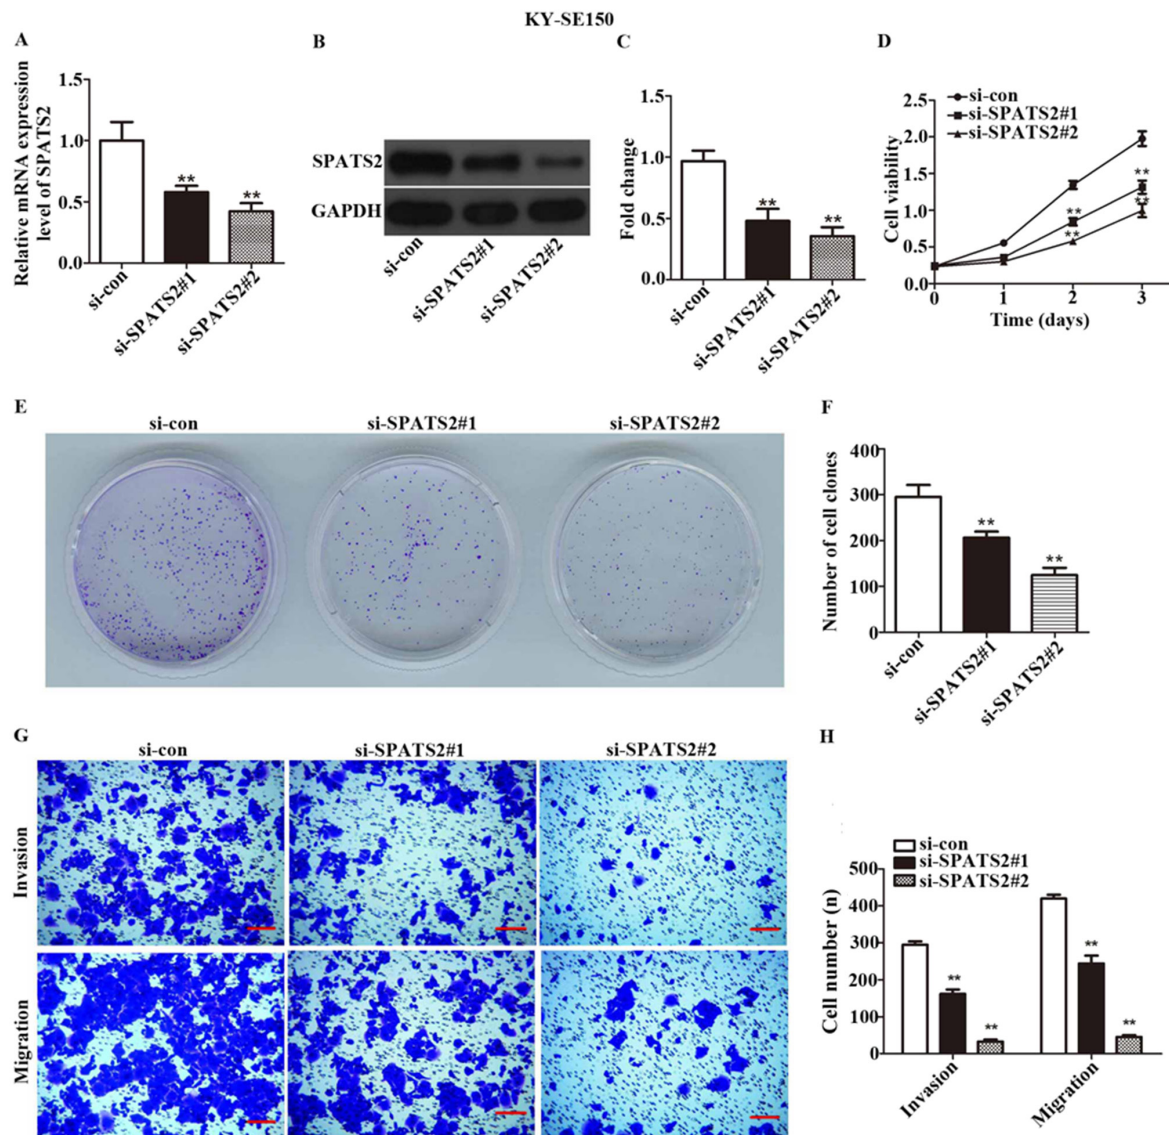 KY-SE150
A
Relative mRNA expression
level of SPATS2
1.5
1.0
0.5
0.0
**
**
si-con
si-SPATS2#1
si-SPATS2#2
B
SPATS2
GAPDH
si-con
si-SPATS2#1
si-SPATS2#2
C
Fold change
1.5
1.0
0.5
0.0
**
**
si-con
si-SPATS2#1
si-SPATS2#2
D
si-con
si-SPATS2#1
si-SPATS2#2
Cell viability
2.5
2.0
1.5
1.0
0.5
0.0
**
**
**
**
0 1 2 3
Time (days)
E
si-con si-SPATS2#1 si-SPATS2#2
F
Number of cell clones
400
300
200
100
0
**
**
si-con
si-SPATS2#1
si-SPATS2#2
G
si-con si-SPATS2#1 si-SPATS2#2
Invasion
Migration
H
si-con
si-SPATS2#1
si-SPATS2#2
Cell number (n)
500
400
300
200
100
0
**
**
**
**
Invasion
Migration